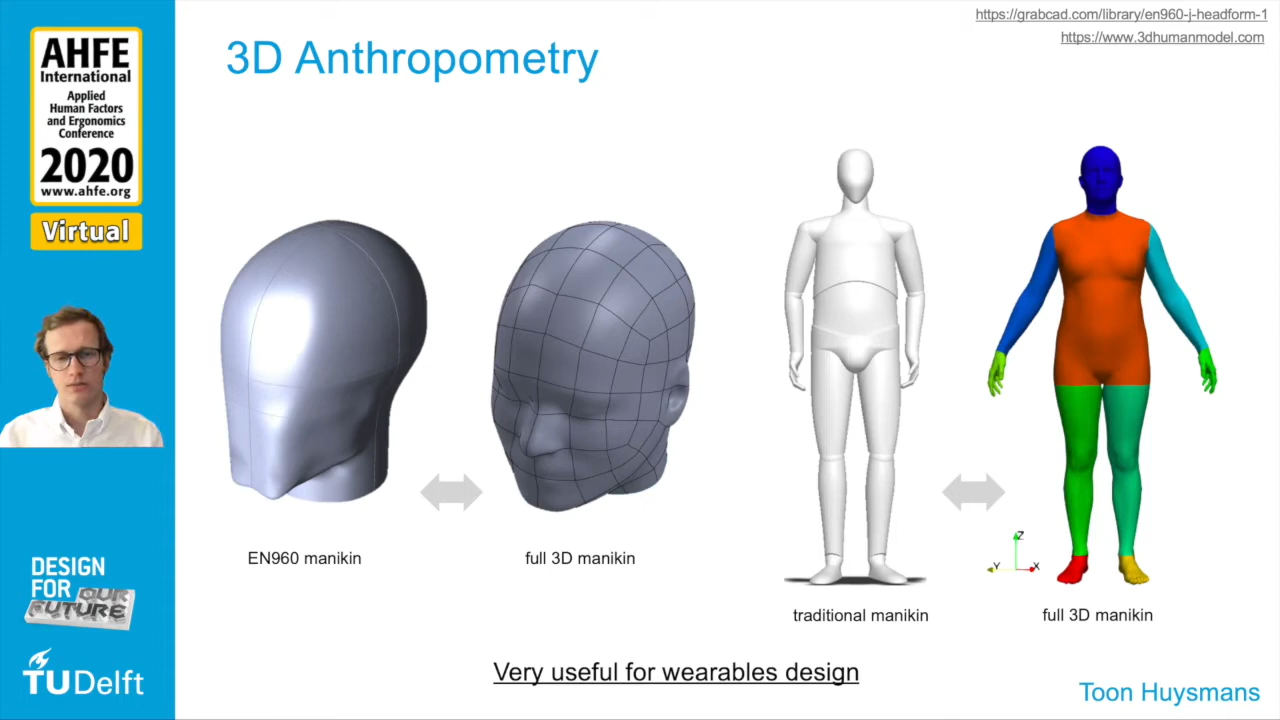 https://grabcad.com/library/en960-j-headform-1
https://www.3dhumanmodel.com
3D Anthropometry
AHFE
International
Applied
Human Factors
and Ergonomics
Conference
2020
www.ahfe.org
Virtual
EN960 manikin
full 3D manikin
traditional manikin
full 3D manikin
Z
Y
X
DESIGN
FOR OUR
FUTURE
TUDelft
Very useful for wearables design
Toon Huysmans